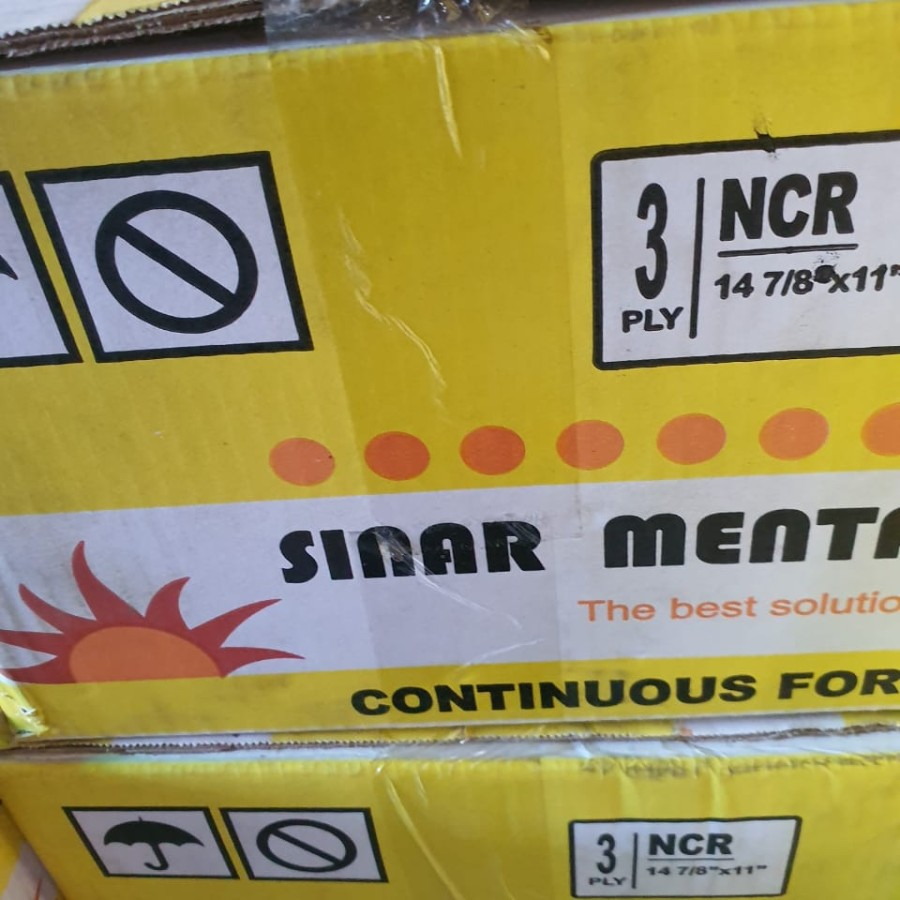 3 PLY
NCR
14 7/8"x11"
SINAR MENTA
The best solutio
CONTINUOUS FOR
3 PLY
NCR
14 7/8"x11"